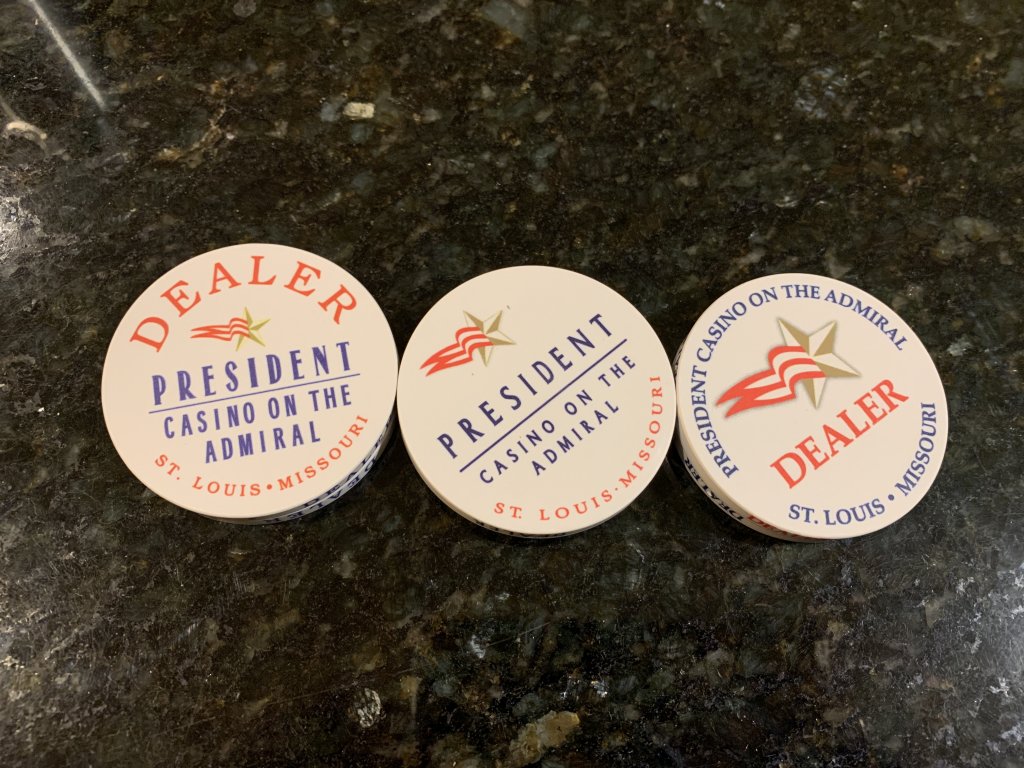 DEALER
PRESIDENT
CASINO ON THE
ADMIRAL
ST. LOUIS • MISSOURI
PRESIDENT
CASINO ON THE
ADMIRAL
ST. LOUIS · MISSOURI
PRESIDENT CASINO ON THE ADMIRAL
DEALER
ST. LOUIS • MISSOURI
DEALER